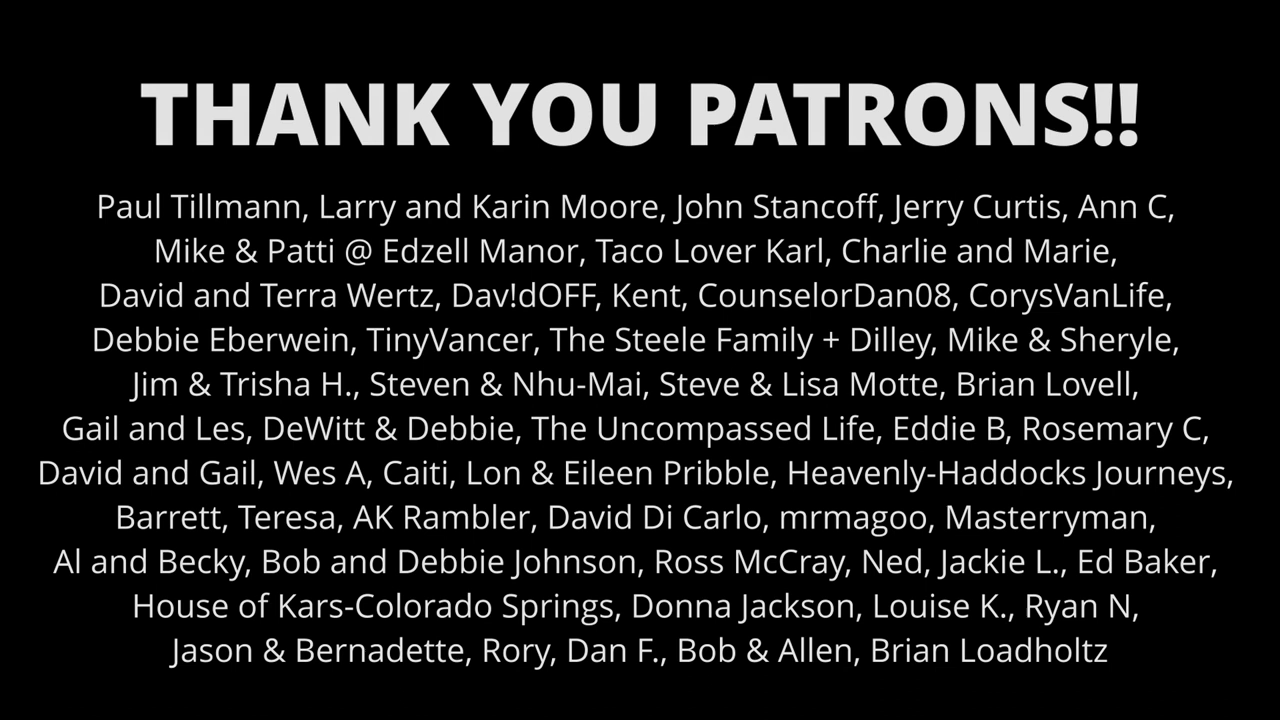 THANK YOU PATRONS!!
Paul Tillmann, Larry and Karin Moore, John Stancoff, Jerry Curtis, Ann C,
Mike & Patti @ Edzell Manor, Taco Lover Karl, Charlie and Marie,
David and Terra Wertz, Dav!dOFF, Kent, CounselorDan08, CorysVanLife,
Debbie Eberwein, TinyVancer, The Steele Family + Dilley, Mike & Sheryle,
Jim & Trisha H., Steven & Nhu-Mai, Steve & Lisa Motte, Brian Lovell,
Gail and Les, DeWitt & Debbie, The Uncompassed Life, Eddie B, Rosemary C,
David and Gail, Wes A, Caiti, Lon & Eileen Pribble, Heavenly-Haddocks Journeys,
Barrett, Teresa, AK Rambler, David Di Carlo, mrmagoo, Masterryman,
Al and Becky, Bob and Debbie Johnson, Ross McCray, Ned, Jackie L., Ed Baker,
House of Kars-Colorado Springs, Donna Jackson, Louise K., Ryan N,
Jason & Bernadette, Rory, Dan F., Bob & Allen, Brian Loadholtz